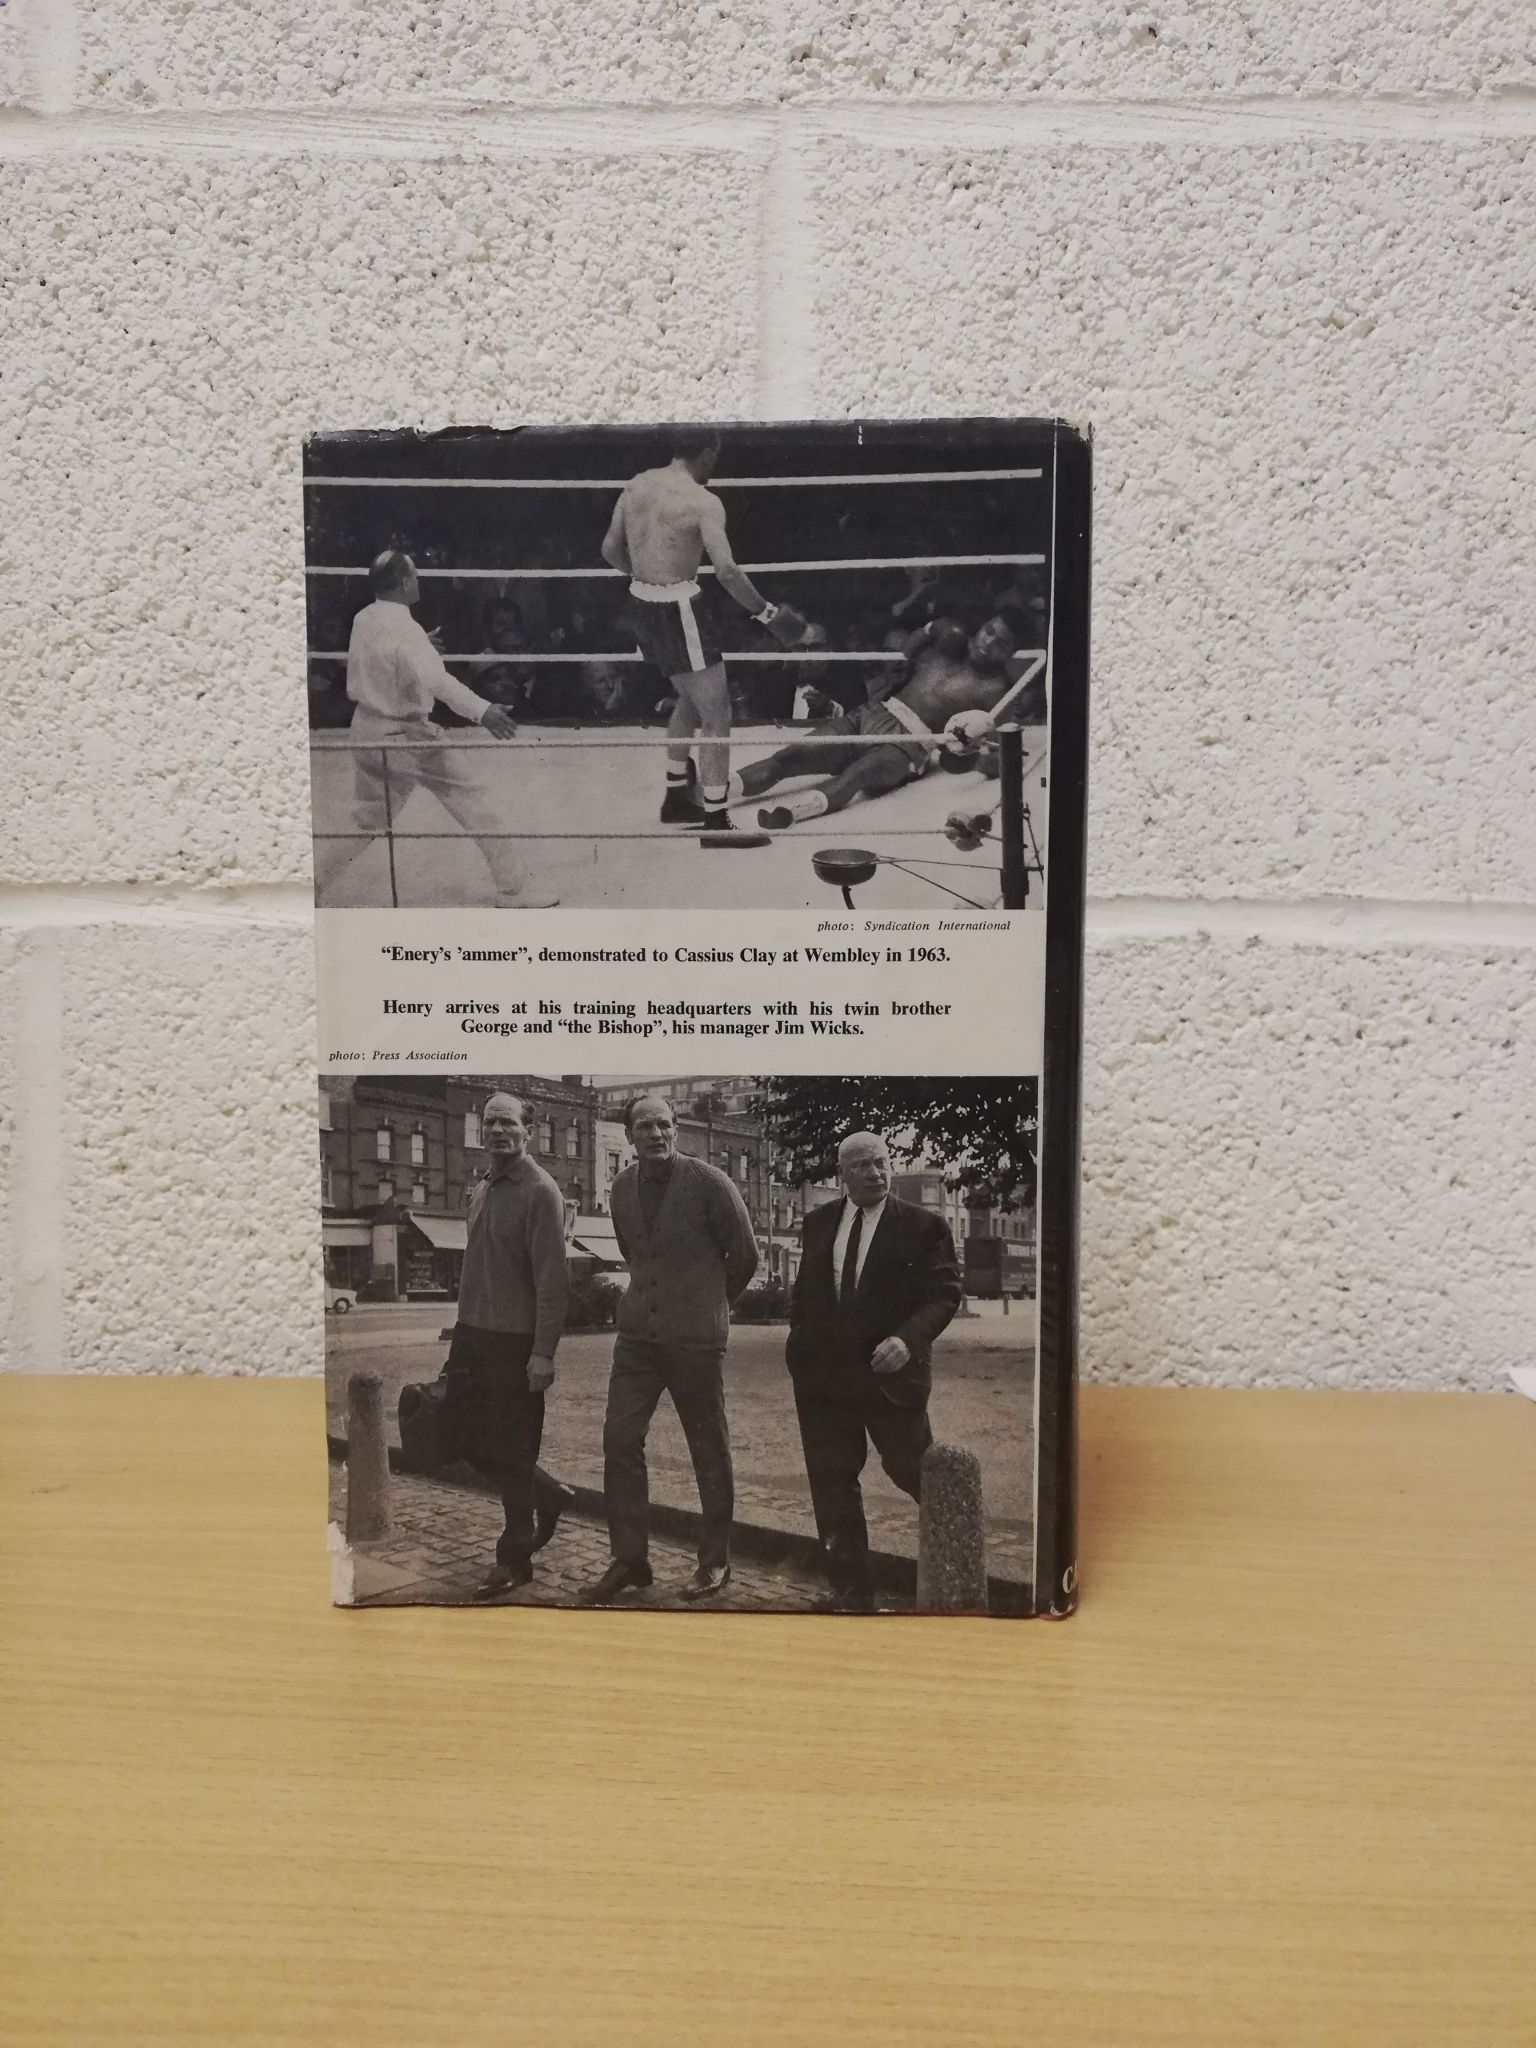 photo: Syndication International
“Enery’s ’ammer”, demonstrated to Cassius Clay at Wembley in 1963.
Henry arrives at his training headquarters with his twin brother
George and “the Bishop”, his manager Jim Wicks.
photo: Press Association